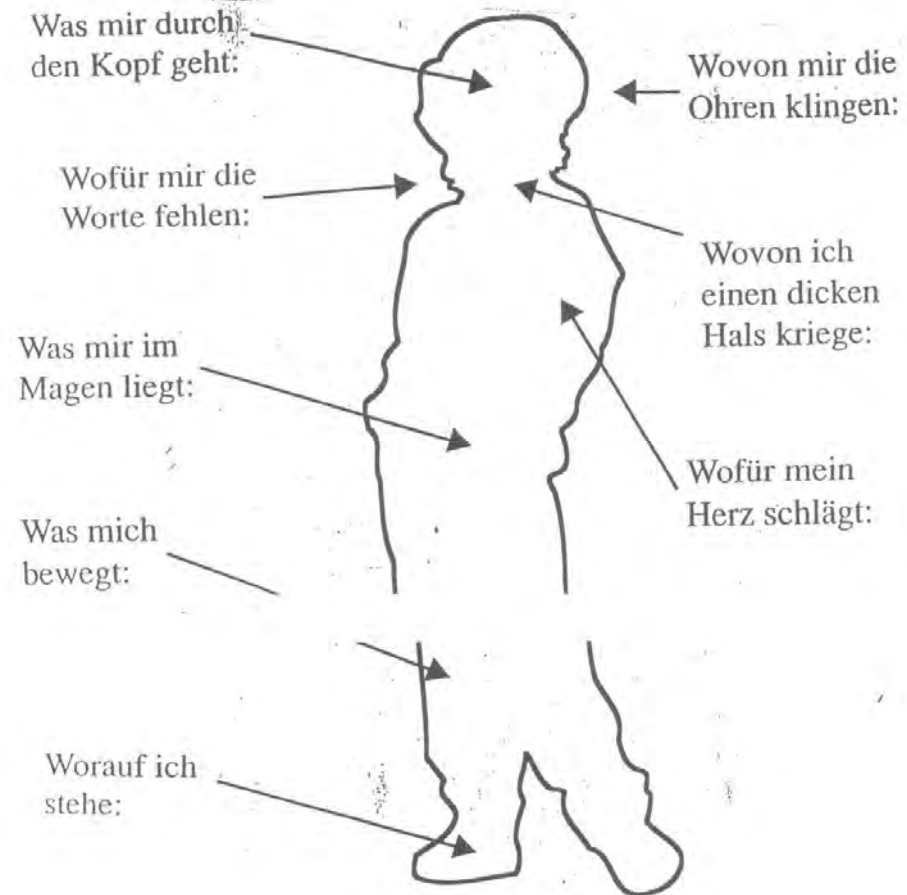 Was mir durch
den Kopf geht:
Wovon mir die
Ohren klingen:
Wofür mir die
Worte fehlen:
Wovon ich
einen dicken
Hals kriege:
Was mir im
Magen liegt:
Wofür mein
Herz schlägt:
Was mich
bewegt:
Worauf ich
stehe: